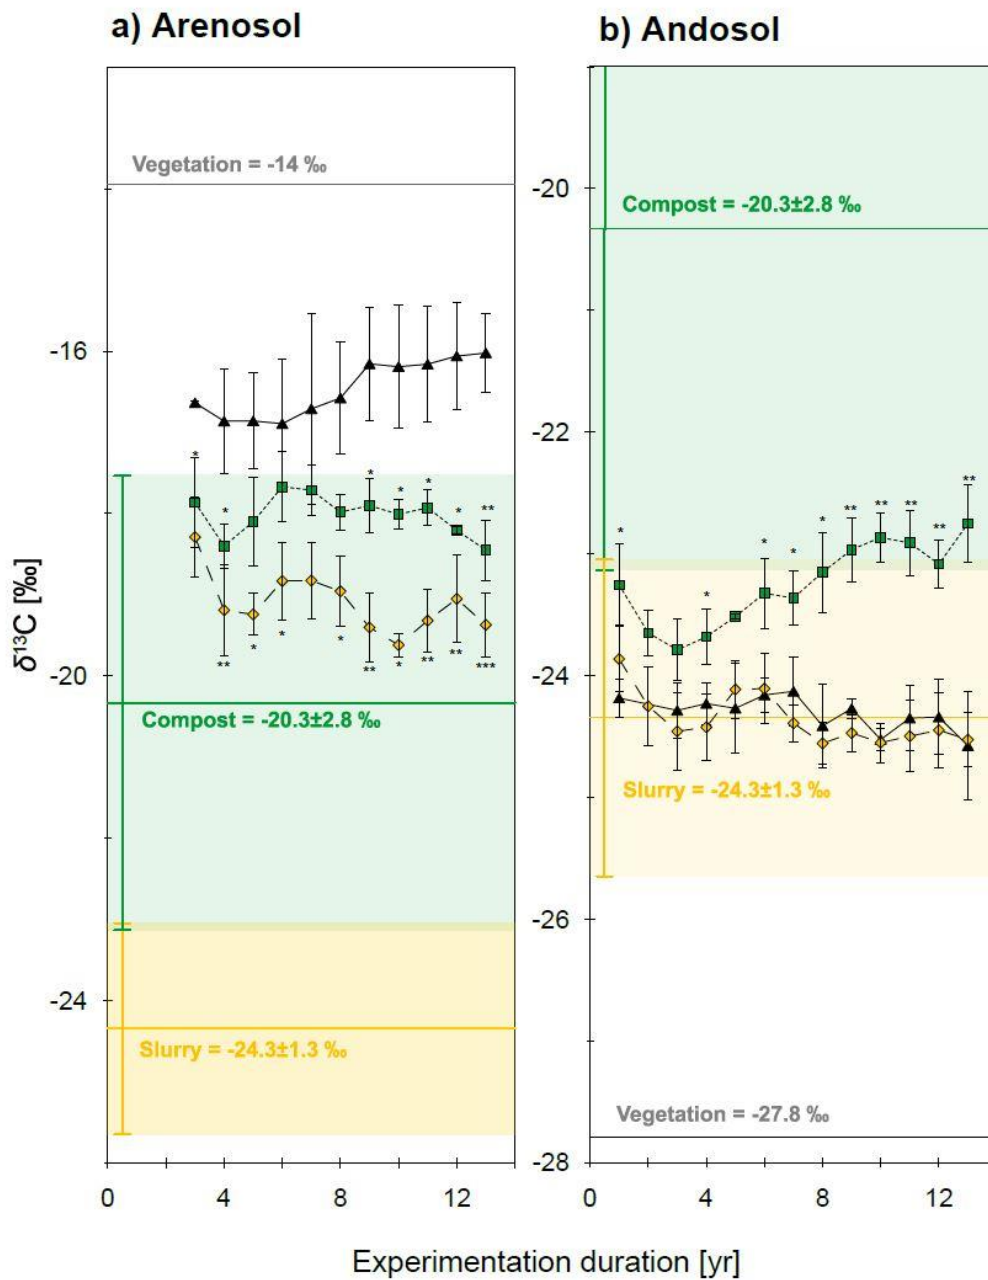 a) Arenosol
b) Andosol
Vegetation = -14 ‰
-16
-20
-24
δ¹³C [‰]
* * * * * * **
** * * * ** * ** ** ***
Compost = -20.3±2.8 ‰
Slurry = -24.3±1.3 ‰
0 4 8 12
-20
-22
-24
-26
-28
Compost = -20.3±2.8 ‰
* * * * * ** ** ** ** **
Slurry = -24.3±1.3 ‰
Vegetation = -27.8 ‰
0 4 8 12
Experimentation duration [yr]